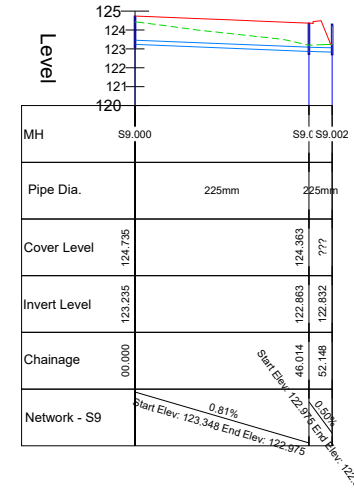 125
124
123
122
121
120
Level
MH S9.000 S9.0 S9.002
Pipe Dia. 225mm 225mm
Cover Level 124.735 124.363 ???
Invert Level 123.235 122.863 122.832
Chainage 00.000 46.014 52.148
Network - S9
0.81%
Start Elev: 123.348 End Elev: 122.975
0.50%
Start Elev: 122.975 End Elev: 122.